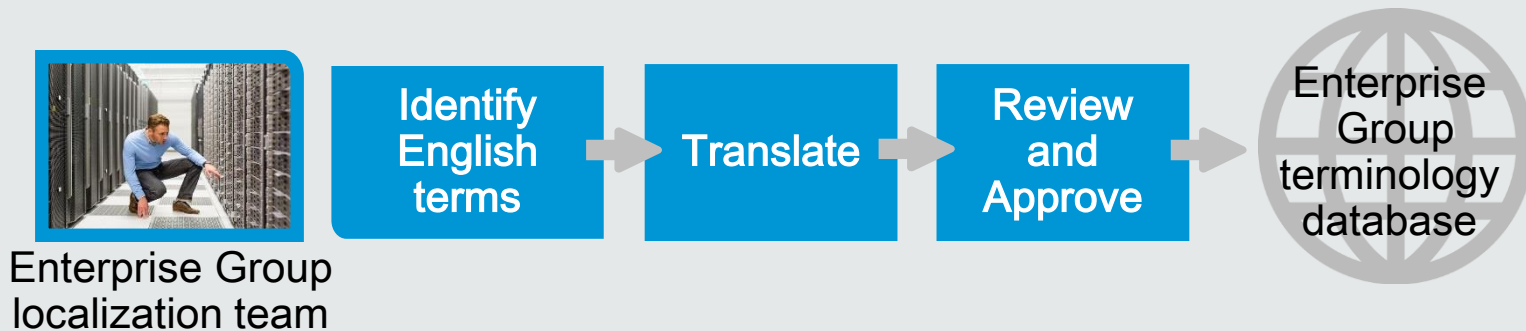 Enterprise Group
localization team
Identify
English
terms
Translate
Review
and
Approve
Enterprise
Group
terminology
database